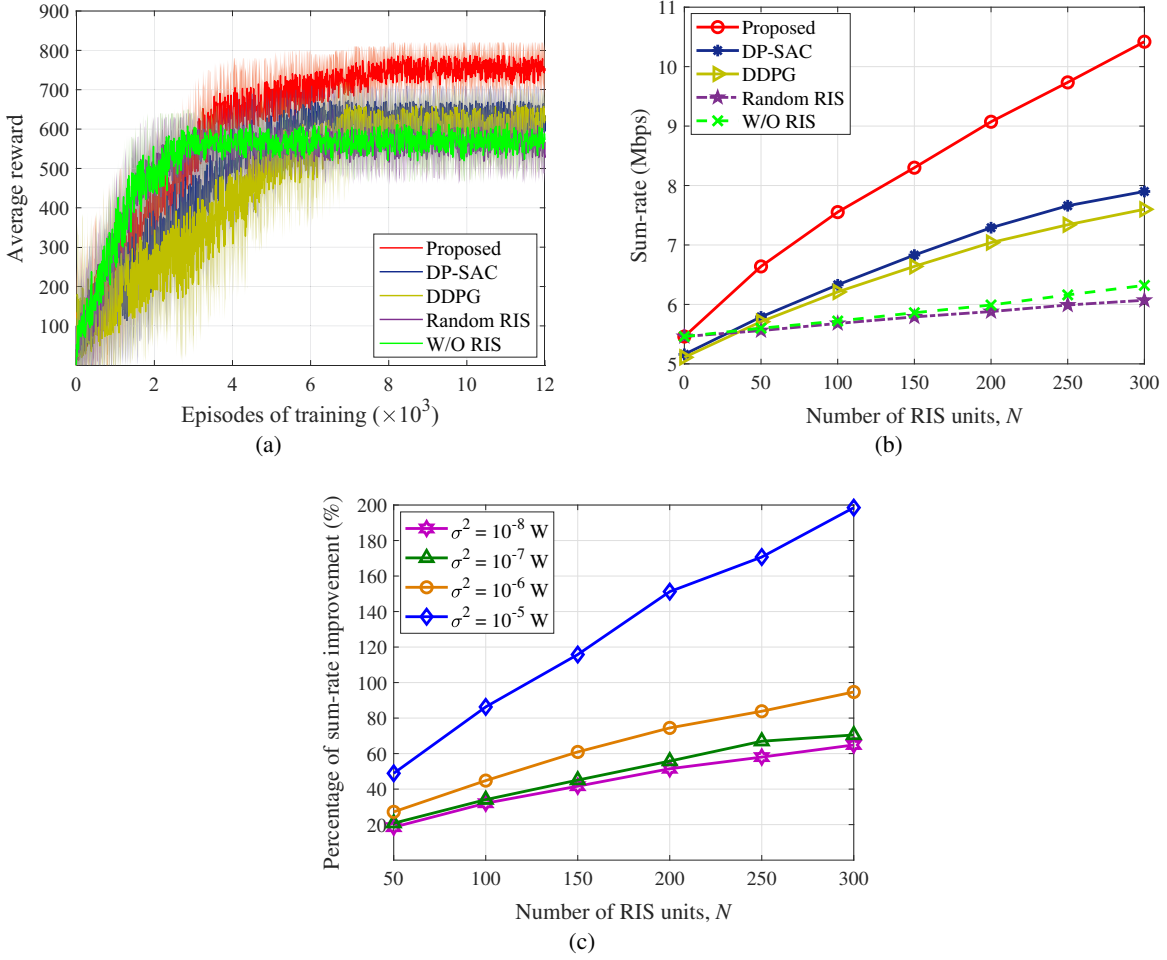 900
800
700
600
500
400
300
200
100
0 2 4 6 8 10 12
Average reward
Episodes of training (×10³)
Proposed
DP-SAC
DDPG
Random RIS
W/O RIS
(a)
11
10
9
8
7
6
5
0 50 100 150 200 250 300
Sum-rate (Mbps)
Number of RIS units, N
Proposed
DP-SAC
DDPG
Random RIS
W/O RIS
(b)
200
180
160
140
120
100
80
60
40
20
50 100 150 200 250 300
Percentage of sum-rate improvement (%)
Number of RIS units, N
σ² = 10⁻⁸ W
σ² = 10⁻⁷ W
σ² = 10⁻⁶ W
σ² = 10⁻⁵ W
(c)